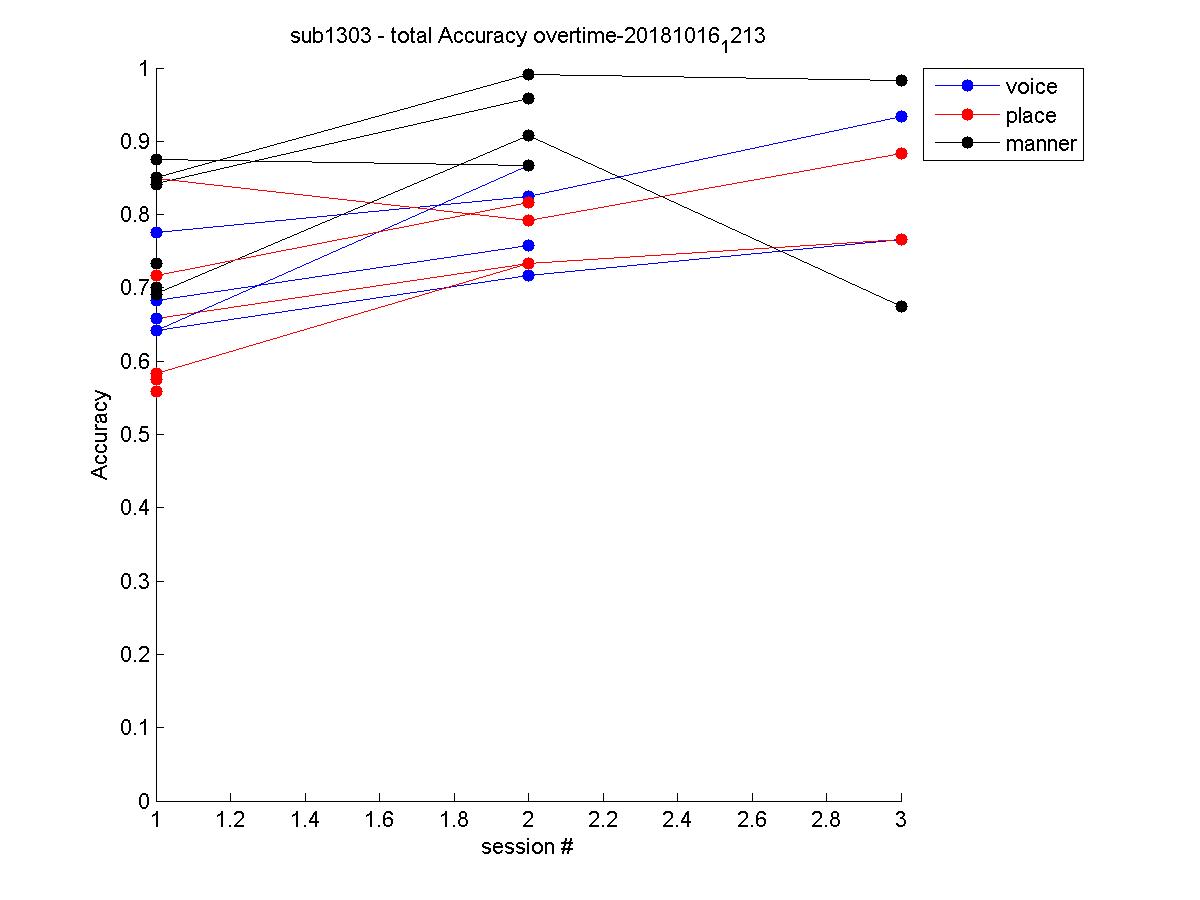 sub1303 - total Accuracy overtime-20181016₁213
voice
place
manner
1
0.9
0.8
0.7
0.6
0.5
0.4
0.3
0.2
0.1
0
Accuracy
1 1.2 1.4 1.6 1.8 2 2.2 2.4 2.6 2.8 3
session #